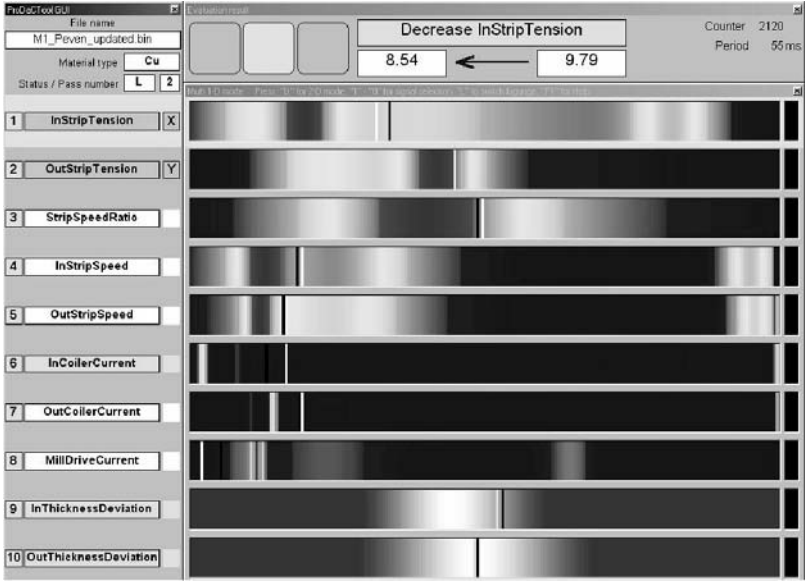 ProDaCTool GUI
File name
M1_Peven_updated.bin
Material type Cu
Status / Pass number L 2
Evaluation result
Decrease InStripTension
8.54 9.79
Counter 2120
Period 55 ms
1 InStripTension X
2 OutStripTension Y
3 StripSpeedRatio
4 InStripSpeed
5 OutStripSpeed
6 InCoilerCurrent
7 OutCoilerCurrent
8 MillDriveCurrent
9 InThicknessDeviation
10 OutThicknessDeviation